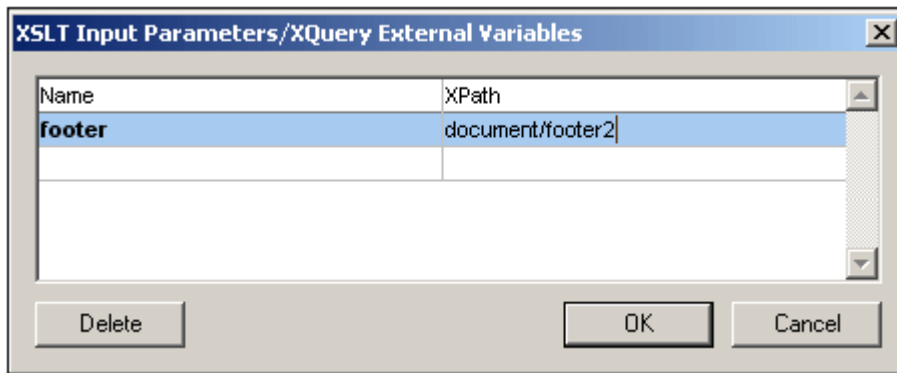 XSLT Input Parameters/XQuery External Variables
Name XPath
footer document/footer2
Delete OK Cancel